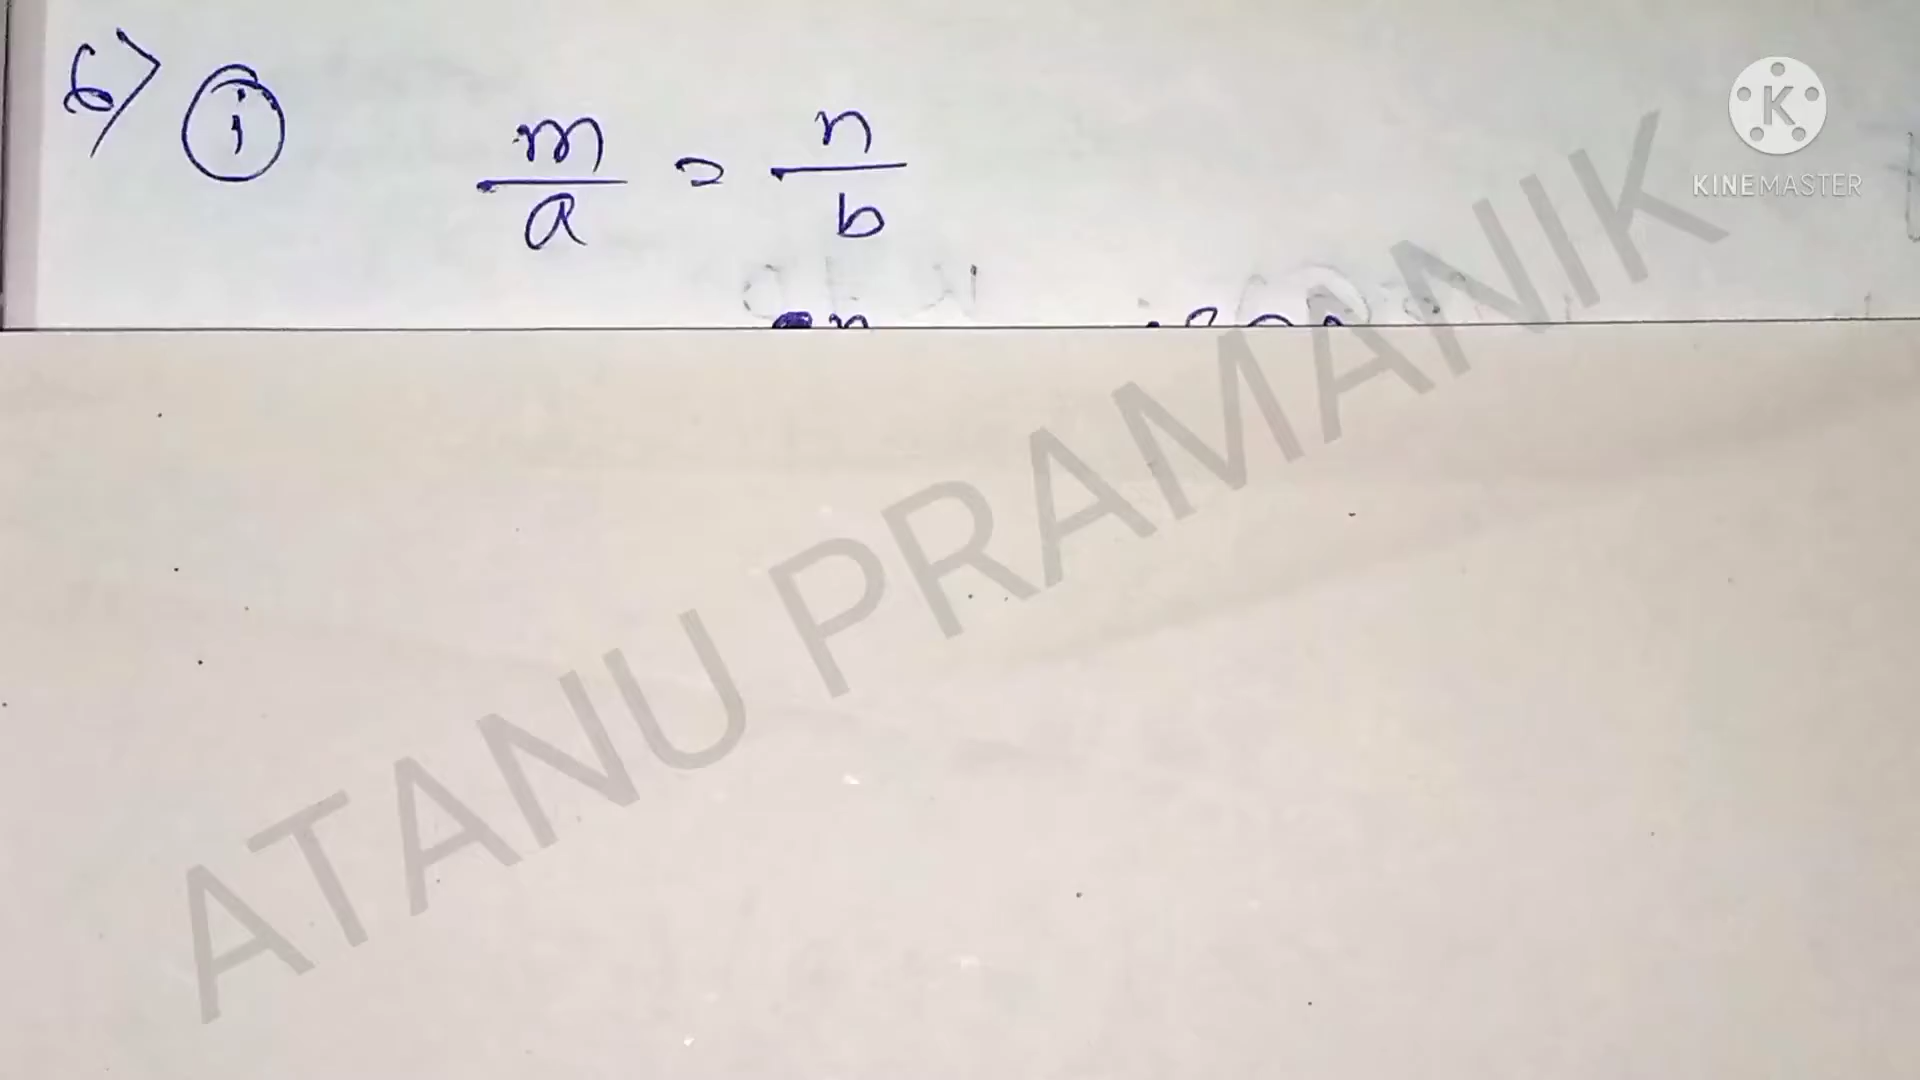 6> i m/a = n/b
K
KINEMASTER
ATANU PRAMANIK